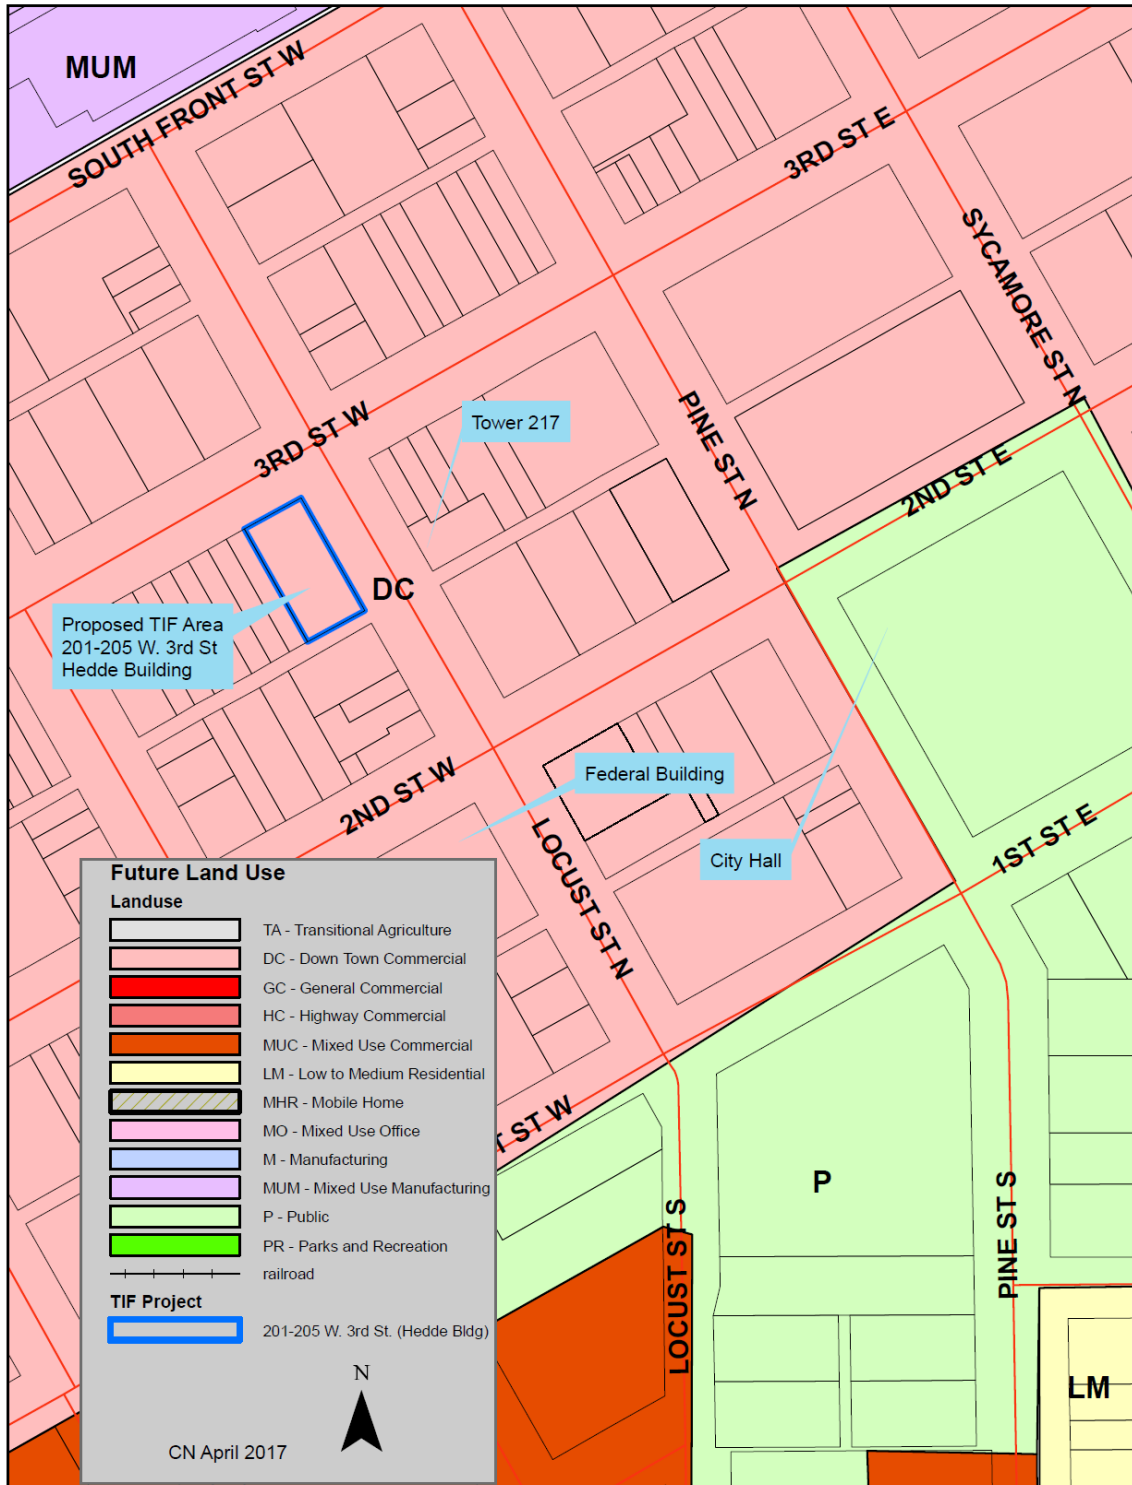 MUM
SOUTH FRONT ST W
3RD ST E
SYCAMORE ST N
PINE ST N
3RD ST W
Tower 217
2ND ST E
DC
Proposed TIF Area
201-205 W. 3rd St
Hedde Building
2ND ST W
Federal Building
City Hall
LOCUST ST N
1ST ST E
T ST W
P
LOCUST ST S
PINE ST S
LM
Future Land Use
Landuse
TA - Transitional Agriculture
DC - Down Town Commercial
GC - General Commercial
HC - Highway Commercial
MUC - Mixed Use Commercial
LM - Low to Medium Residential
MHR - Mobile Home
MO - Mixed Use Office
M - Manufacturing
MUM - Mixed Use Manufacturing
P - Public
PR - Parks and Recreation
railroad
TIF Project
201-205 W. 3rd St. (Hedde Bldg)
N
CN April 2017